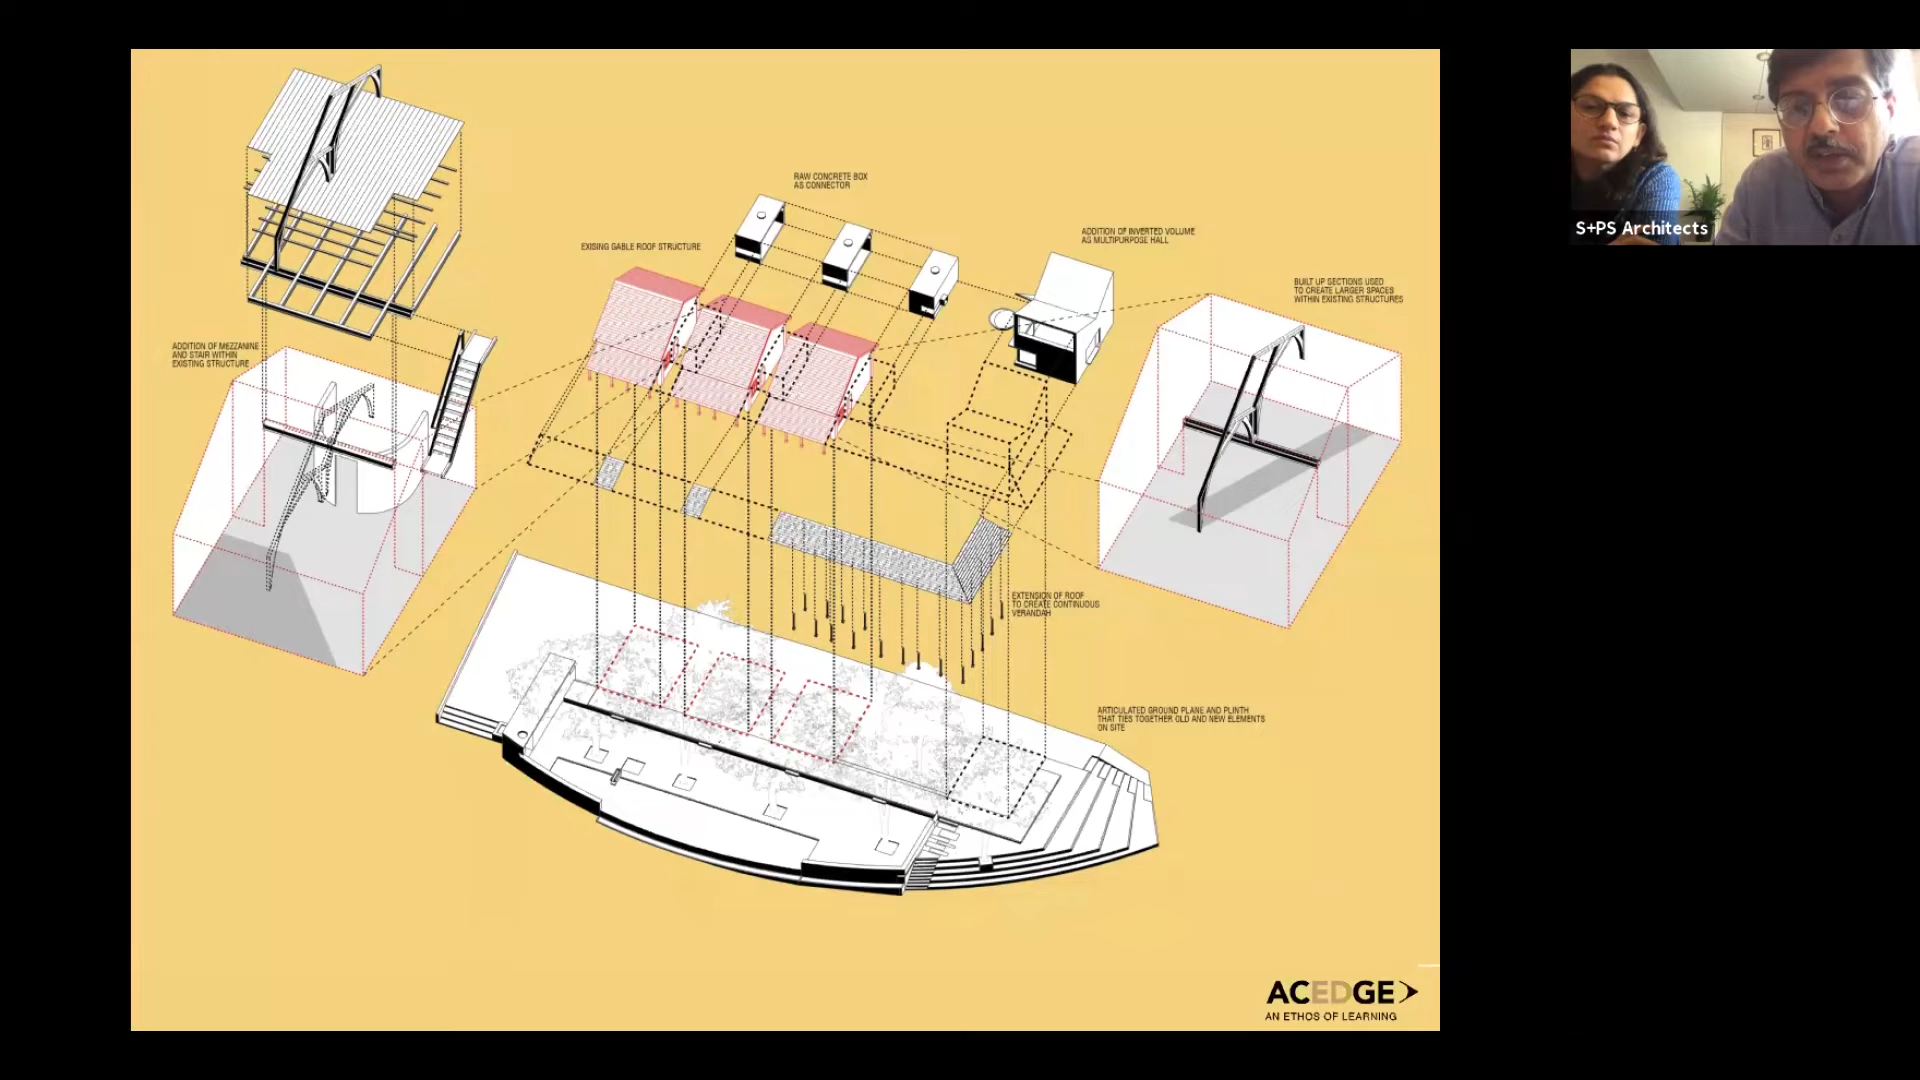 RAW CONCRETE BOX
AS CONNECTOR
EXISING GABLE ROOF STRUCTURE
ADDITION OF INVERTED VOLUME
AS MULTIPURPOSE HALL
BUILT UP SECTIONS USED
TO CREATE LARGER SPACES
WITHIN EXISTING STRUCTURES
ADDITION OF MEZZANINE
AND STAIR WITHIN
EXISTING STRUCTURE
EXTENSION OF ROOF
TO CREATE CONTINUOUS
VERANDAH
ARTICULATED GROUND PLANE AND PLINTH
THAT TIES TOGETHER OLD AND NEW ELEMENTS
ON SITE
ACEDGE
AN ETHOS OF LEARNING
S+PS Architects